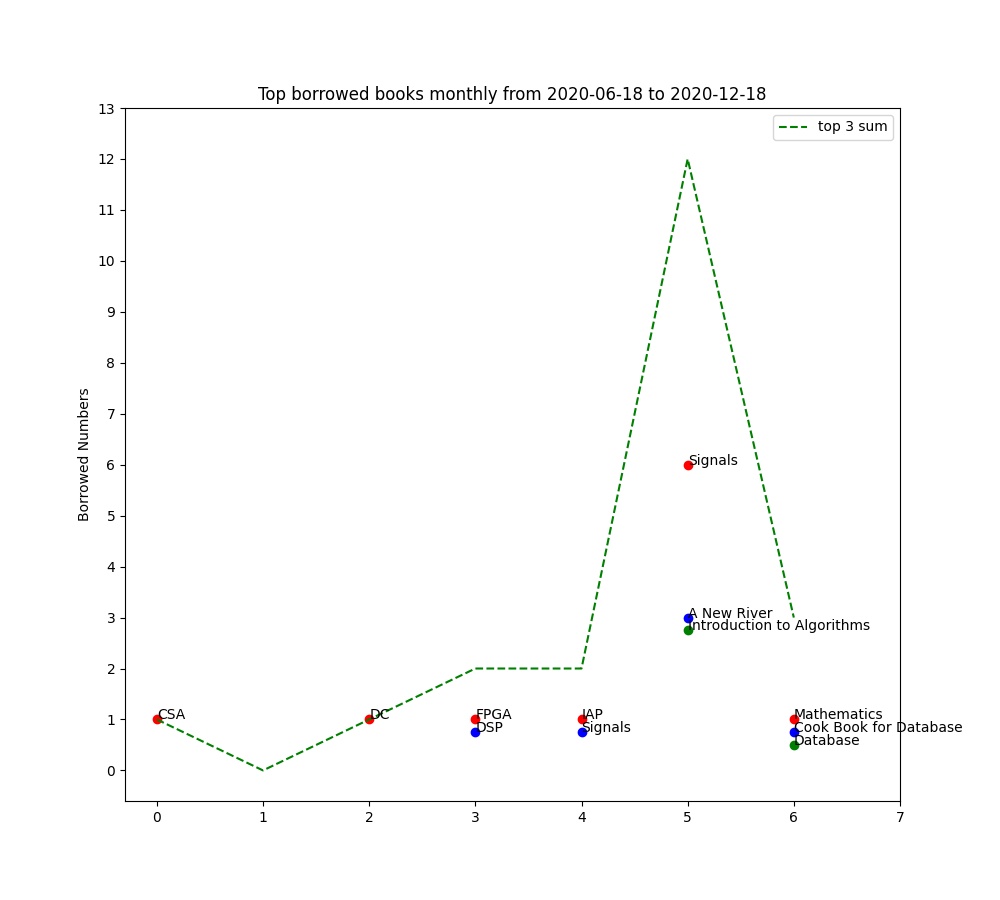 Top borrowed books monthly from 2020-06-18 to 2020-12-18
top 3 sum
Borrowed Numbers
13
12
11
10
9
8
7
6
5
4
3
2
1
0
Signals
A New River
Introduction to Algorithms
CSA
DC
FPGA
DSP
IAP
Signals
Mathematics
Cook Book for Database
Database
0
1
2
3
4
5
6
7